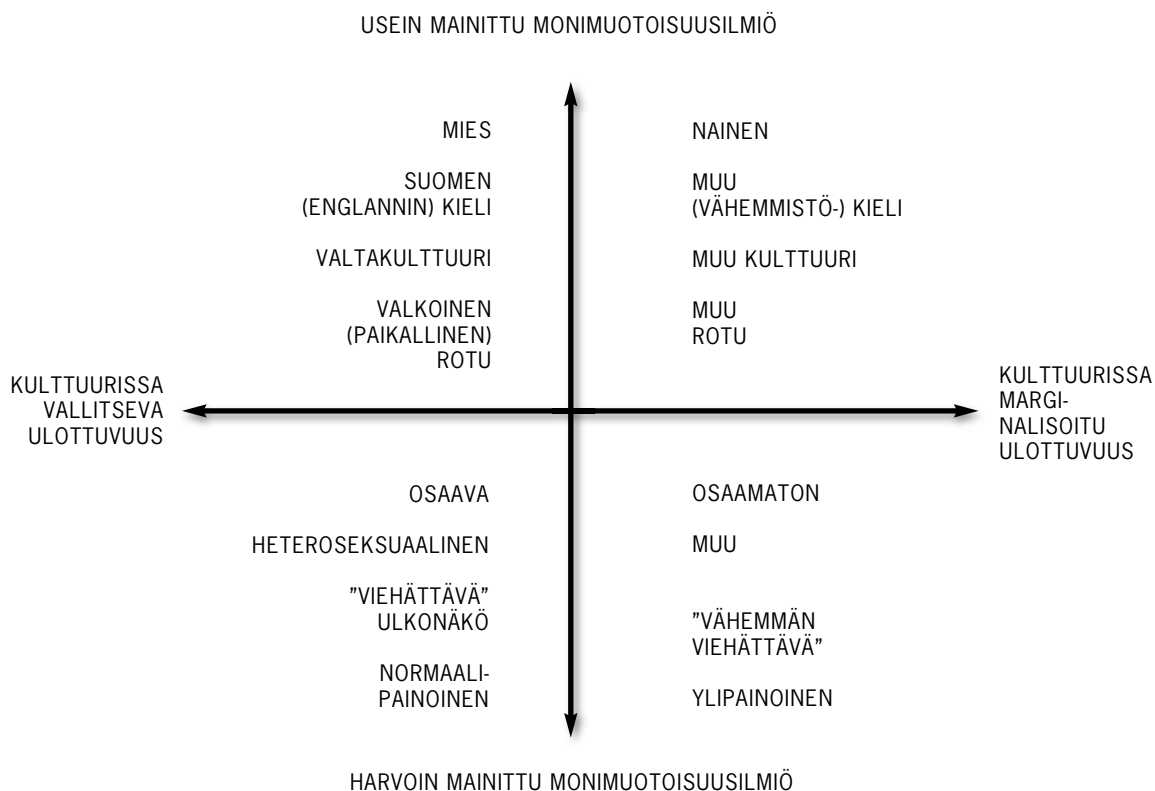 USEIN MAINITTU MONIMUOTOISUUSILMIÖ
MIES
NAINEN
SUOMEN
(ENGLANNIN) KIELI
MUU
(VÄHEMMISTÖ-) KIELI
VALTAKULTTUURI
MUU KULTTUURI
VALKOINEN
(PAIKALLINEN)
ROTU
MUU
ROTU
KULTTUURISSA
VALLITSEVA
ULOTTUVUUS
KULTTUURISSA
MARGI-
NALISOITU
ULOTTUVUUS
OSAAVA
OSAAMATON
HETEROSEKSUAALINEN
MUU
”VIEHÄTTÄVÄ”
ULKONÄKÖ
”VÄHEMMÄN
VIEHÄTTÄVÄ”
NORMAALI-
PAINOINEN
YLIPAINOINEN
HARVOIN MAINITTU MONIMUOTOISUUSILMIÖ